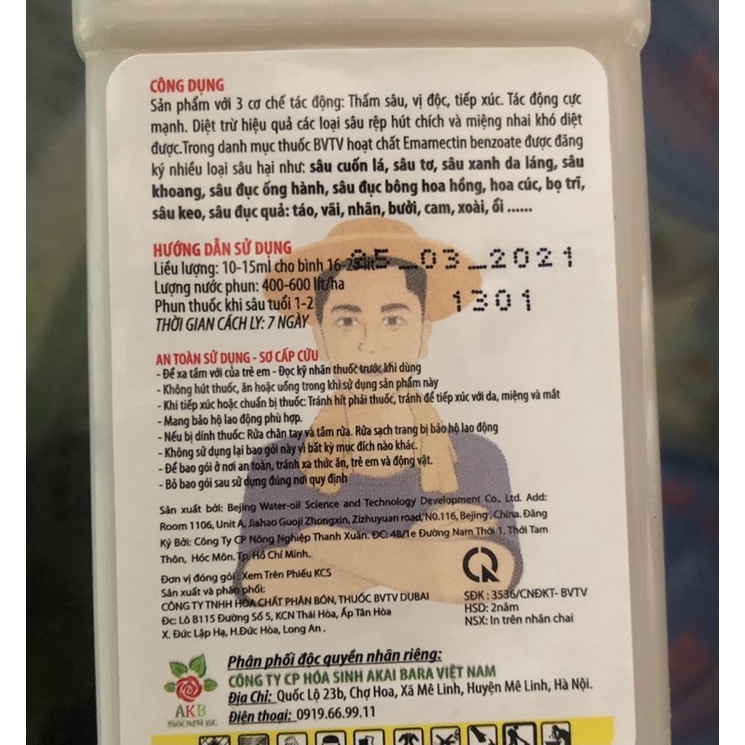 CÔNG DỤNG
Sản phẩm với 3 cơ chế tác động: Thấm sâu, vị độc, tiếp xúc. Tác động cực
mạnh. Diệt trừ hiệu quả các loại sâu rệp hút chích và miệng nhai khó diệt
được.Trong danh mục thuốc BVTV hoạt chất Emamectin benzoate được đăng
ký nhiều loại sâu hại như: sâu cuốn lá, sâu tơ, sâu xanh da láng, sâu
khoang, sâu đục ống hành, sâu đục bông hoa hồng, hoa cúc, bọ trĩ,
sâu keo, sâu đục quả: táo, vải, nhãn, bưởi, cam, xoài, ổi ......
HƯỚNG DẪN SỬ DỤNG
Liều lượng: 10-15ml cho bình 16-25 lít
05_03_2021
Lượng nước phun: 400-600 lít/ha
1301
Phun thuốc khi sâu tuổi 1-2
THỜI GIAN CÁCH LY: 7 NGÀY
AN TOÀN SỬ DỤNG - SƠ CẤP CỨU
- Để xa tầm với của trẻ em - Đọc kỹ nhãn thuốc trước khi dùng
- Không hút thuốc, ăn hoặc uống trong khi sử dụng sản phẩm này
- Khi tiếp xúc hoặc chuẩn bị thuốc: Tránh hít phải thuốc, tránh để tiếp xúc với da, miệng và mắt
- Mang bảo hộ lao động phù hợp.
- Nếu bị dính thuốc: Rửa chân tay và tắm rửa. Rửa sạch trang bị bảo hộ lao động
- Không sử dụng lại bao gói này vì bất kỳ mục đích nào khác.
- Để bao gói ở nơi an toàn, tránh xa thức ăn, trẻ em và động vật.
- Bỏ bao gói sau sử dụng đúng nơi quy định
Sản xuất bởi: Bejing Water-oil Science and Technology Development Co., Ltd. Add:
Room 1106, Unit A, Jiahao Guoji Zhongxin, Zizhuyuan road, N0.116, Bejing, China. Đăng
Ký Bởi: Công Ty CP Nông Nghiệp Thanh Xuân. ĐC: 48/1e Đường Nam Thới 1, Thới Tam
Thôn, Hóc Môn. Tp. Hồ Chí Minh.
Đơn vị đóng gói : Xem Trên Phiếu KCS
Sản xuất và phân phối:
CÔNG TY TNHH HÓA CHẤT PHÂN BÓN, THUỐC BVTV DUBAI
Đc: Lô B115 Đường Số 5, KCN Thái Hòa, Ấp Tân Hòa
X. Đức Lập Hạ, H.Đức Hòa, Long An .
SĐK : 3536/CNĐKT- BVTV
HSD: 2năm
NSX: In trên nhãn chai
Phân phối độc quyền nhãn riêng:
CÔNG TY CP HÓA SINH AKAI BARA VIỆT NAM
Địa Chỉ: Quốc Lộ 23b, Chợ Hoa, Xã Mê Linh, Huyện Mê Linh, Hà Nội.
Điện thoại: 0919.66.99.11
AKB